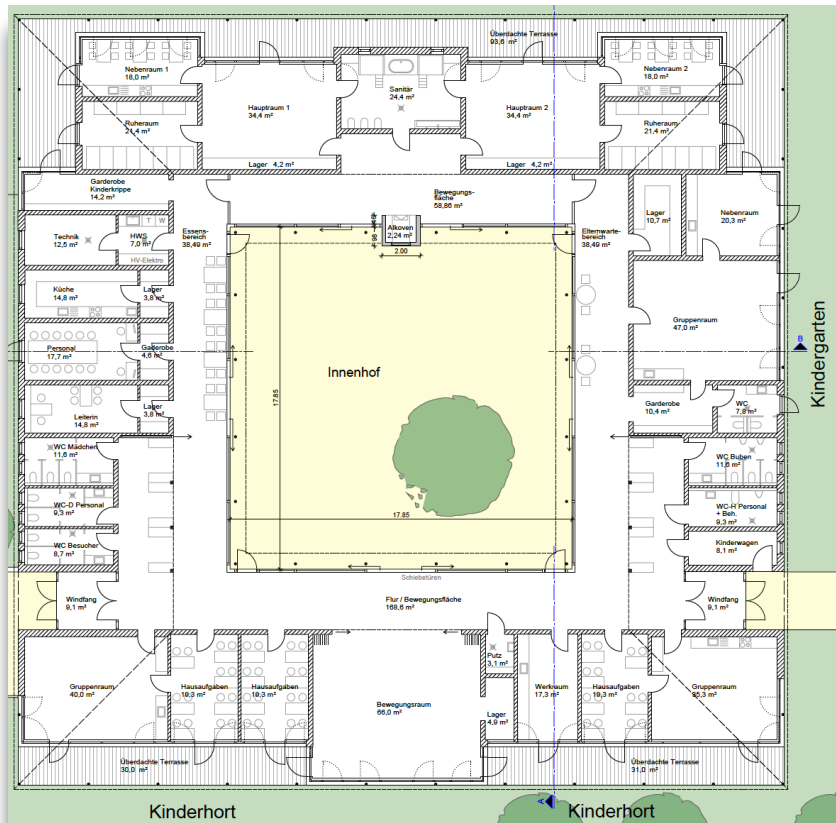 Überdachte Terrasse
93,6 m²
Nebenraum 1
18,0 m²
Hauptraum 1
34,4 m²
Sanitär
24,4 m²
Hauptraum 2
34,4 m²
Nebenraum 2
18,0 m²
Ruheraum
21,4 m²
Ruheraum
21,4 m²
Lager 4,2 m²
Lager 4,2 m²
Garderobe
Kinderkrippe
14,2 m²
Bewegungs-
fläche
58,86 m²
Technik
12,5 m²
T W
HWS
7,0 m²
HV-Elektro
Essens-
bereich
38,49 m²
Alkoven
2,24 m²
98
2.00
Elternwarte-
bereich
38,49 m²
Lager
10,7 m²
Nebenraum
20,3 m²
Küche
14,8 m²
Lager
3,8 m²
Gruppenraum
47,0 m²
Personal
17,7 m²
Garderobe
4,6 m²
Innenhof
17.85
B
Kindergarten
Leiterin
14,8 m²
Lager
3,8 m²
Garderobe
10,4 m²
WC
7,8 m²
WC Mädchen
11,6 m²
WC Buben
11,6 m²
WC-D Personal
9,3 m²
WC-H Personal
+ Beh.
9,3 m²
17.85
WC Besucher
8,7 m²
Kinderwagen
8,1 m²
Schiebetüren
Windfang
9,1 m²
Flur / Bewegungsfläche
168,6 m²
Windfang
9,1 m²
Gruppenraum
40,0 m²
Hausaufgaben
19,3 m²
Hausaufgaben
19,3 m²
Bewegungsraum
66,0 m²
Putz
3,1 m²
Lager
4,9 m²
Werkraum
17,3 m²
Hausaufgaben
19,3 m²
Gruppenraum
Überdachte Terrasse
30,0 m²
Überdachte Terrasse
31,0 m²
A
Kinderhort
Kinderhort